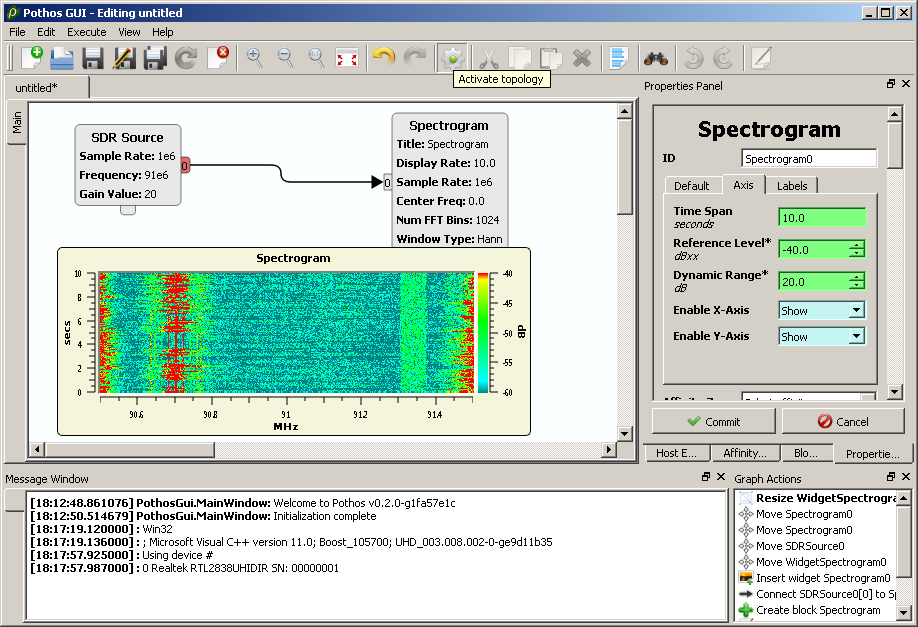 Pothos GUI - Editing untitled
File Edit Execute View Help
Activate topology
untitled*
Main
SDR Source
Sample Rate: 1e6
Frequency: 91e6
Gain Value: 20
0
0
Spectrogram
Title: Spectrogram
Display Rate: 10.0
Sample Rate: 1e6
Center Freq: 0.0
Num FFT Bins: 1024
Window Type: Hann
Spectrogram
secs
10
8
6
4
2
0
90.6 90.8 91 91.2 91.4
MHz
-40
-45
-50
-55
-60
dB
Properties Panel
Spectrogram
ID Spectrogram0
Default Axis Labels
Time Span 10.0
seconds
Reference Level* -40.0
dBxx
Dynamic Range* 20.0
dB
Enable X-Axis Show
Enable Y-Axis Show
Commit Cancel
Host E... Affinity... Blo... Propertie...
Message Window
[18:12:48.861076] PothosGui.MainWindow: Welcome to Pothos v0.2.0-g1fa57e1c
[18:12:50.514679] PothosGui.MainWindow: Initialization complete
[18:17:19.120000] : Win32
[18:17:19.136000] : ; Microsoft Visual C++ version 11.0; Boost_105700; UHD_003.008.002-0-ge9d11b35
[18:17:57.925000] : Using device #
[18:17:57.987000] : 0 Realtek RTL2838UHIDIR SN: 00000001
Graph Actions
Resize WidgetSpectrogra
Move Spectrogram0
Move Spectrogram0
Move SDRSource0
Move WidgetSpectrogram0
Insert widget Spectrogram0
Connect SDRSource0[0] to Sp
Create block Spectrogram